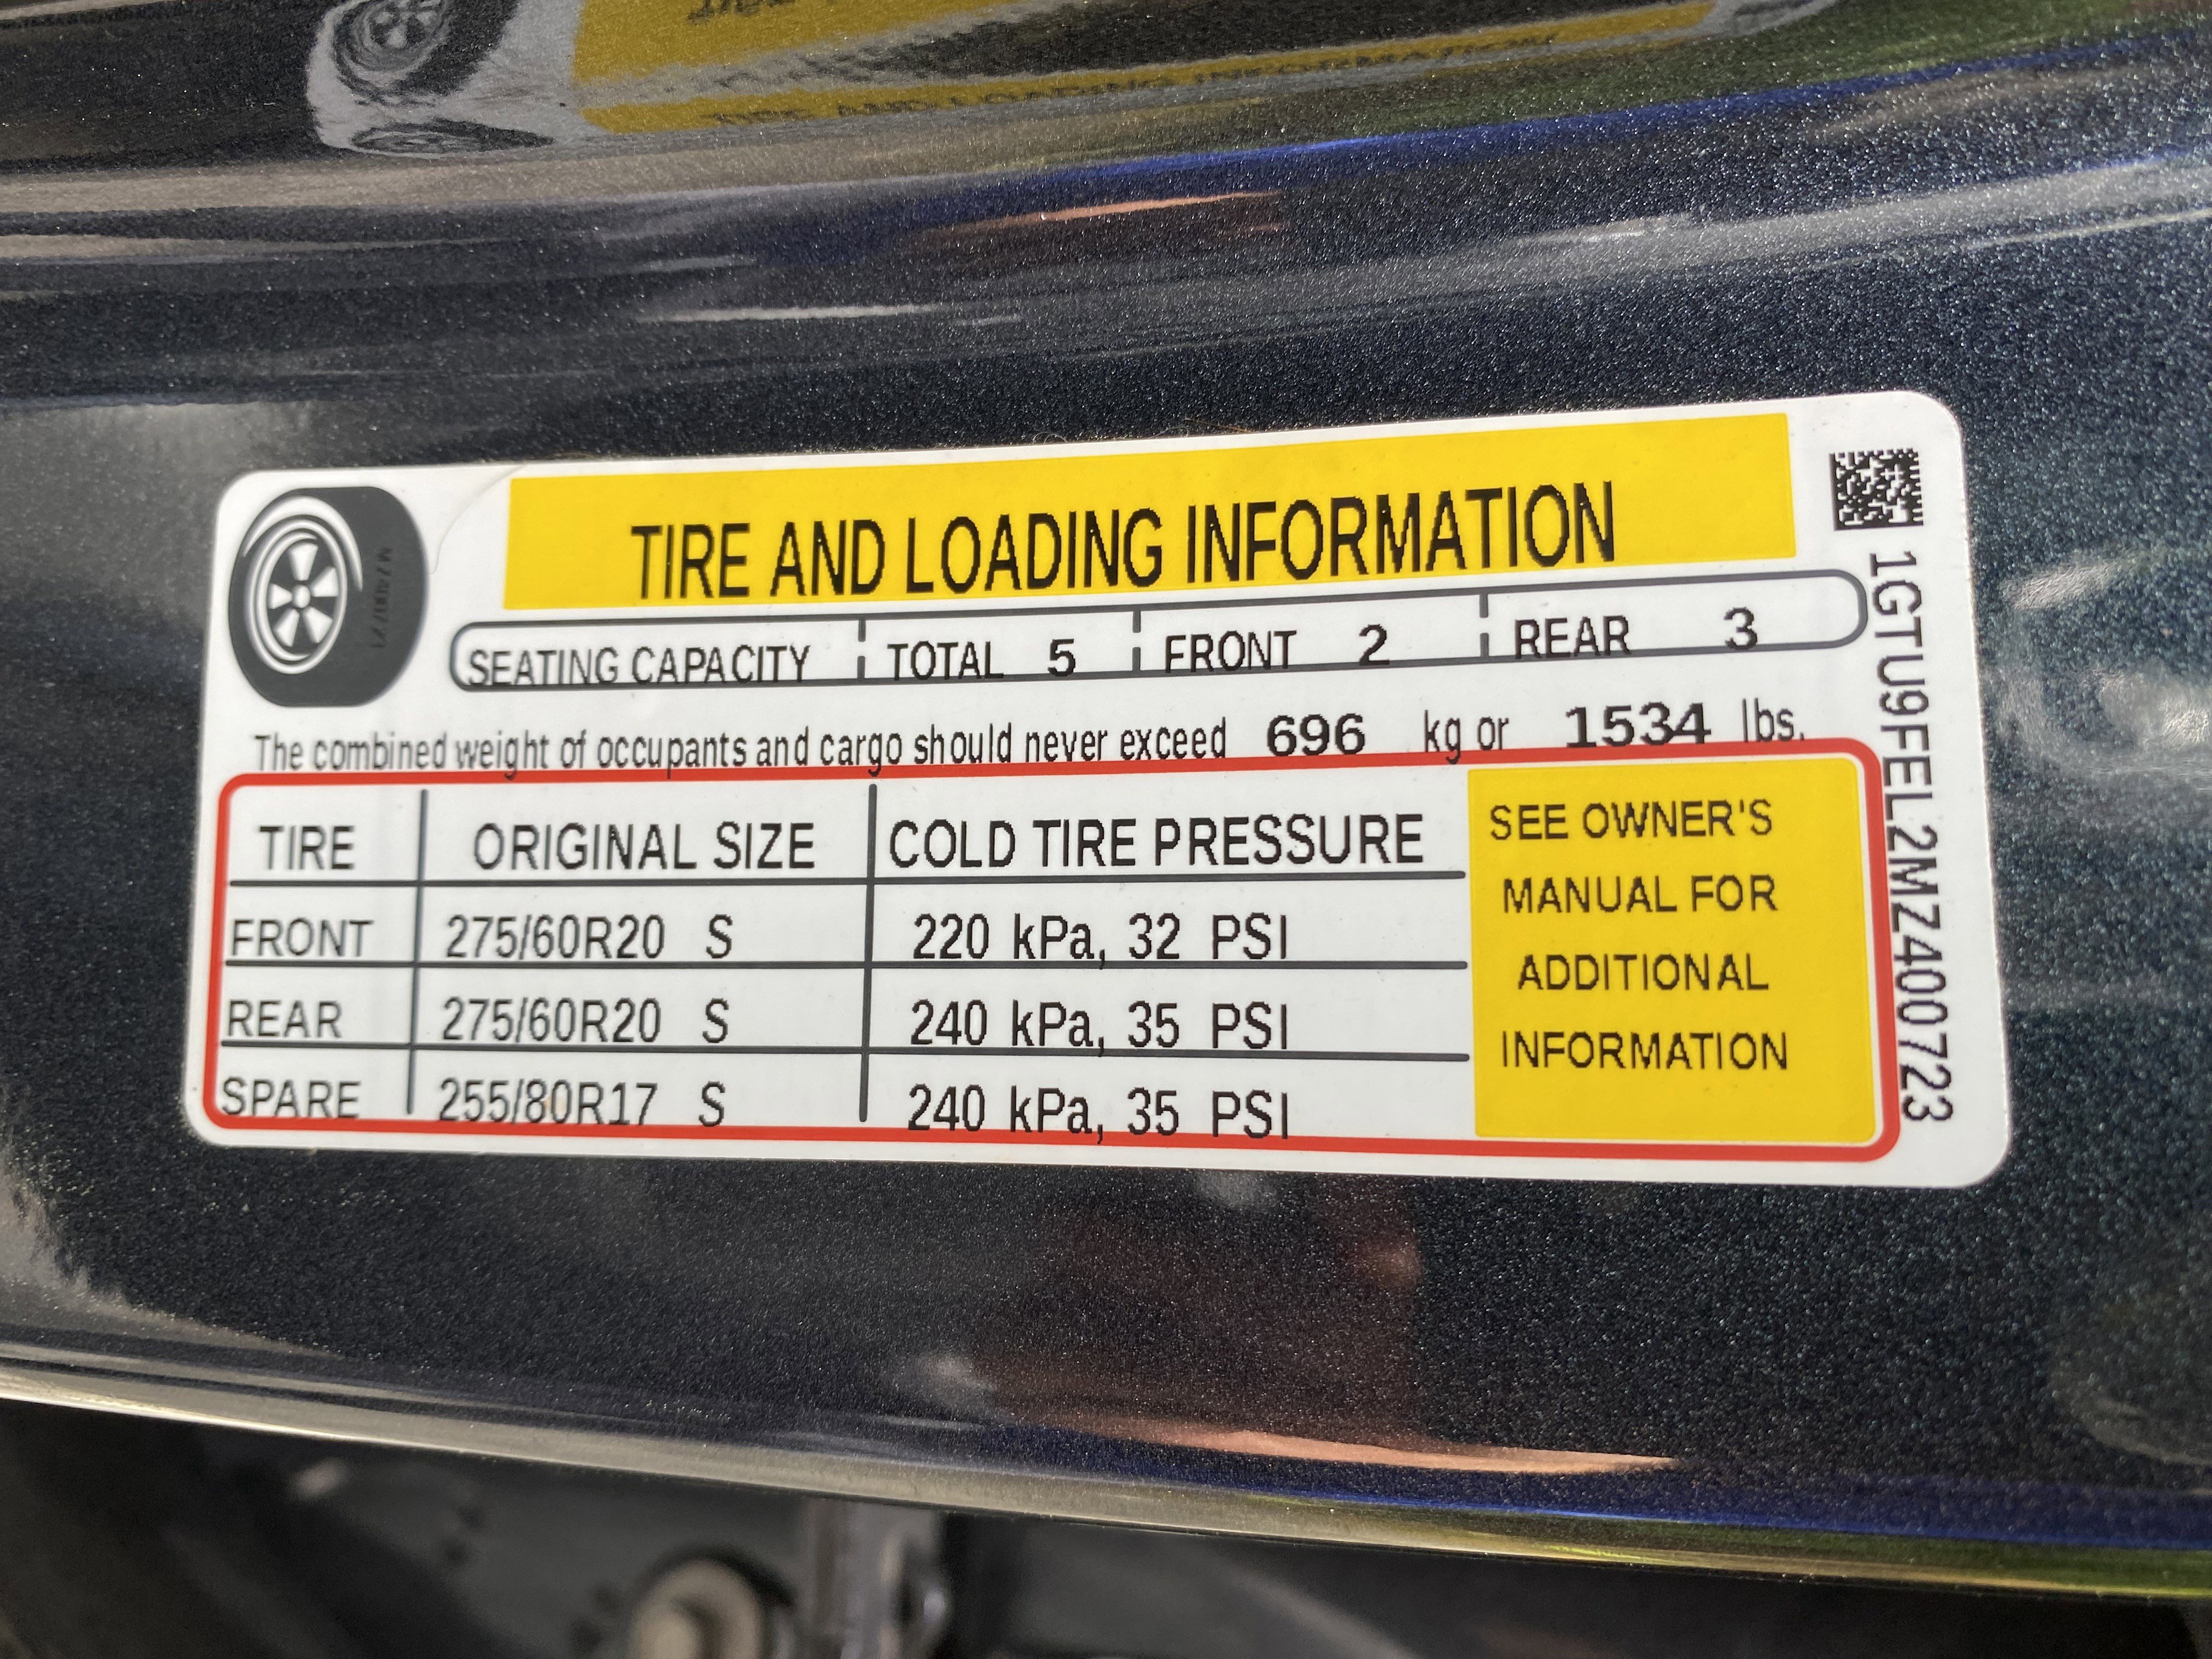 TIRE AND LOADING INFORMATION
SEATING CAPACITY TOTAL 5 FRONT 2 REAR 3
The combined weight of occupants and cargo should never exceed 696 kg or 1534 lbs.
TIRE ORIGINAL SIZE COLD TIRE PRESSURE
FRONT 275/60R20 S 220 kPa, 32 PSI
REAR 275/60R20 S 240 kPa, 35 PSI
SPARE 255/80R17 S 240 kPa, 35 PSI
SEE OWNER'S
MANUAL FOR
ADDITIONAL
INFORMATION
1GTU9FEL2MZ400723